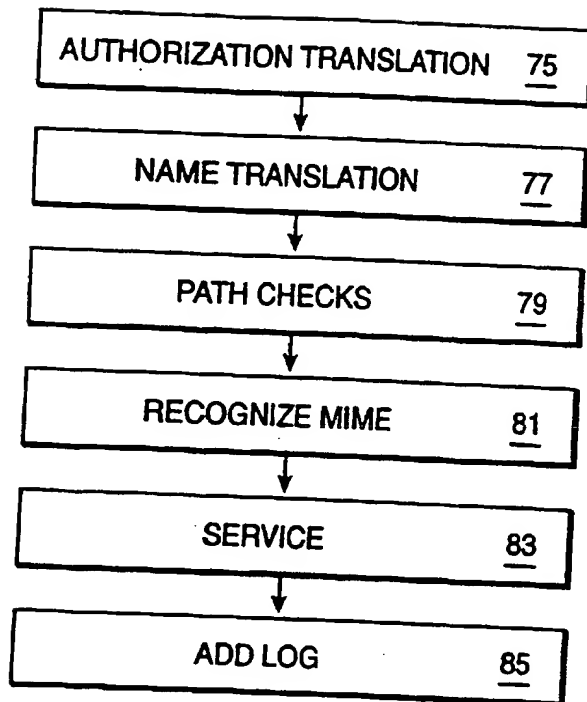 AUTHORIZATION TRANSLATION 75
NAME TRANSLATION 77
PATH CHECKS 79
RECOGNIZE MIME 81
SERVICE 83
ADD LOG 85